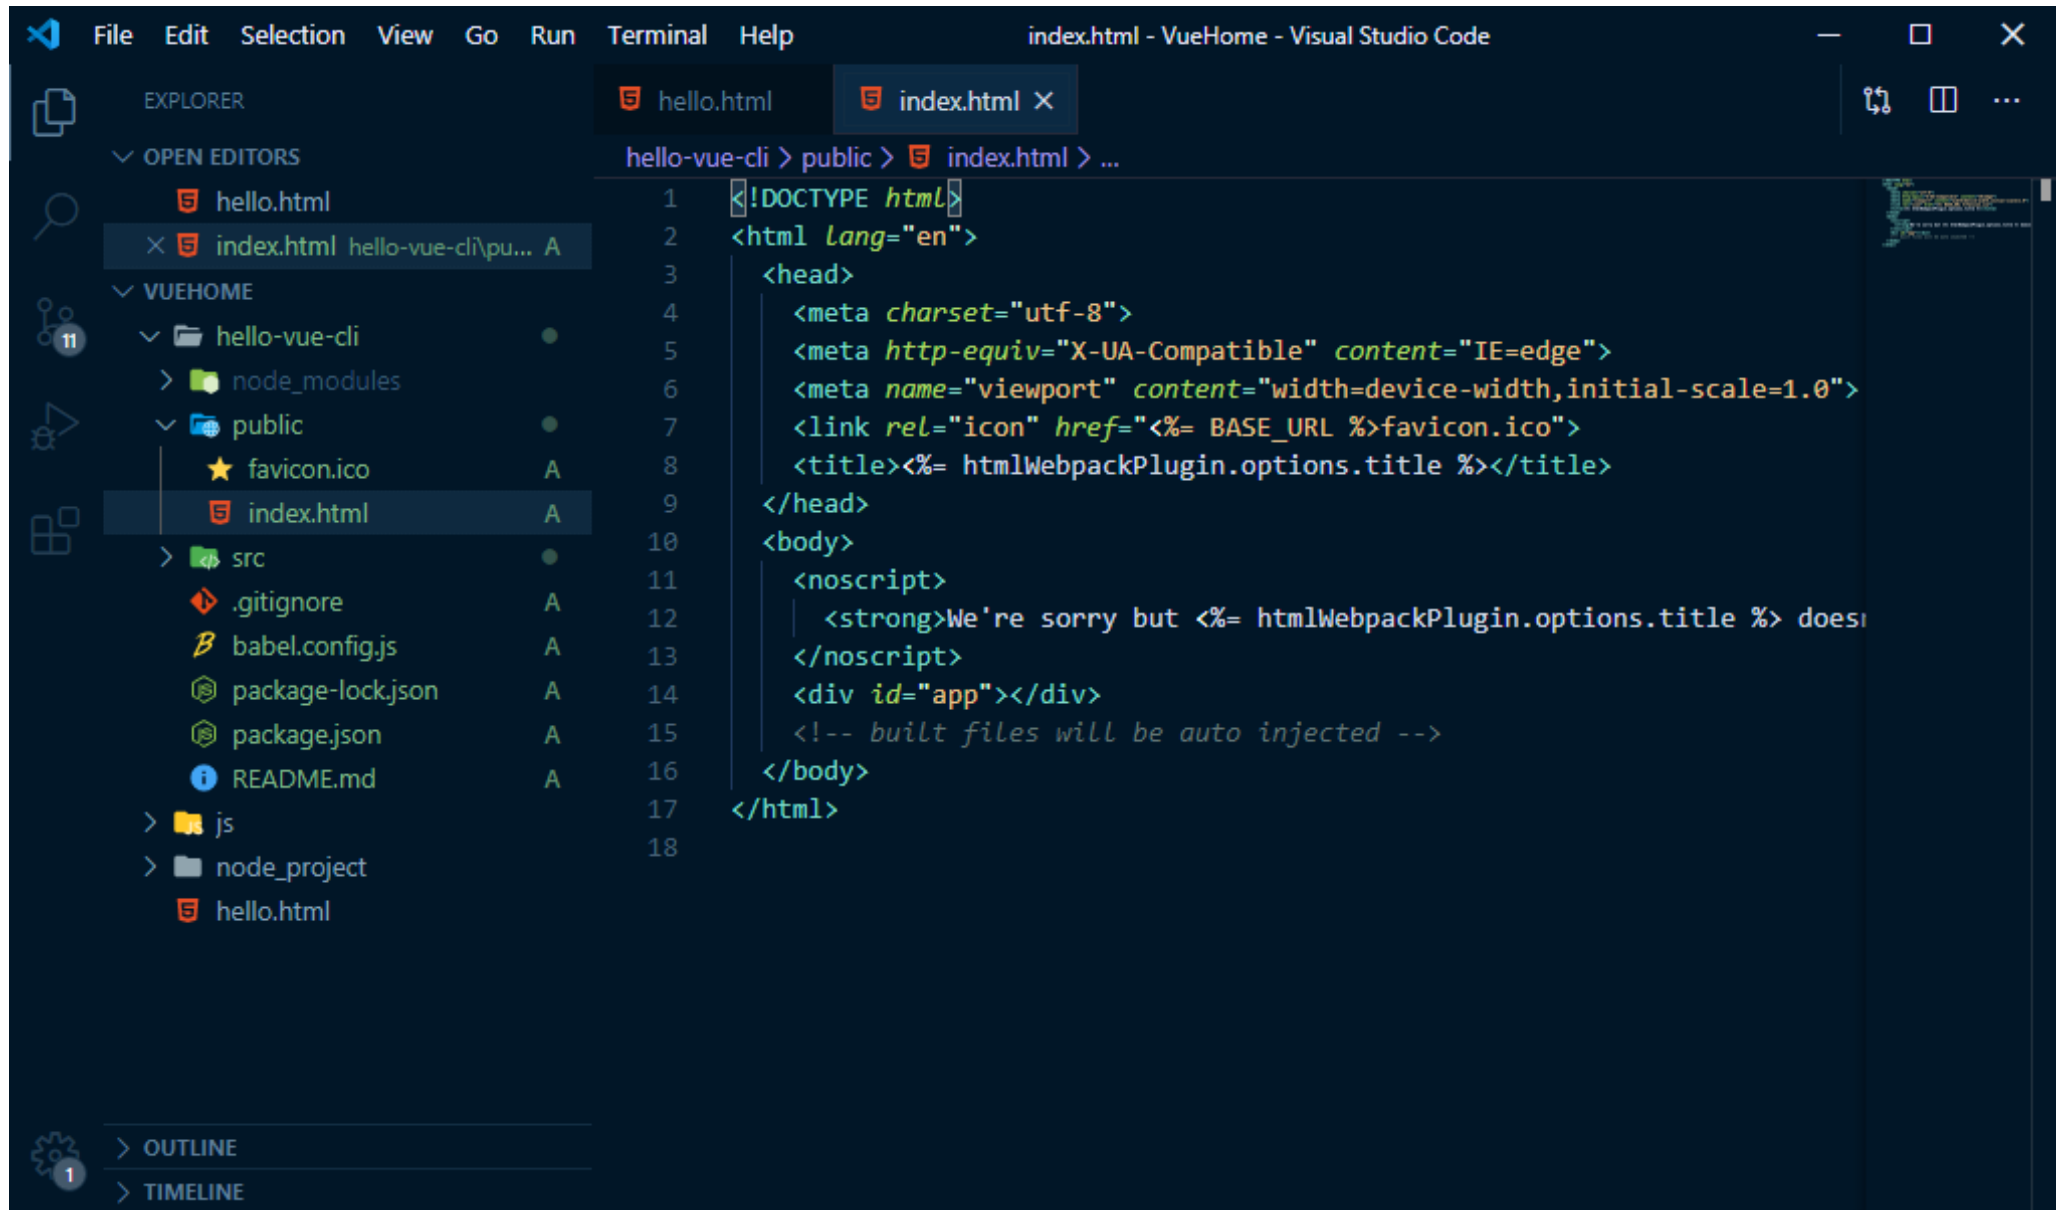 File Edit Selection View Go Run Terminal Help index.html - VueHome - Visual Studio Code
EXPLORER
OPEN EDITORS
hello.html
index.html hello-vue-cli\pu... A
VUEHOME
hello-vue-cli
node_modules
public
favicon.ico A
index.html A
src
.gitignore A
babel.config.js A
package-lock.json A
package.json A
README.md A
js
node_project
hello.html
OUTLINE
TIMELINE
11
1
hello.html index.html
hello-vue-cli > public > index.html > ...
1 <!DOCTYPE html>
2 <html lang="en">
3 <head>
4 <meta charset="utf-8">
5 <meta http-equiv="X-UA-Compatible" content="IE=edge">
6 <meta name="viewport" content="width=device-width,initial-scale=1.0">
7 <link rel="icon" href="<%= BASE_URL %>favicon.ico">
8 <title><%= htmlWebpackPlugin.options.title %></title>
9 </head>
10 <body>
11 <noscript>
12 <strong>We're sorry but <%= htmlWebpackPlugin.options.title %> does
13 </noscript>
14 <div id="app"></div>
15 <!-- built files will be auto injected -->
16 </body>
17 </html>
18